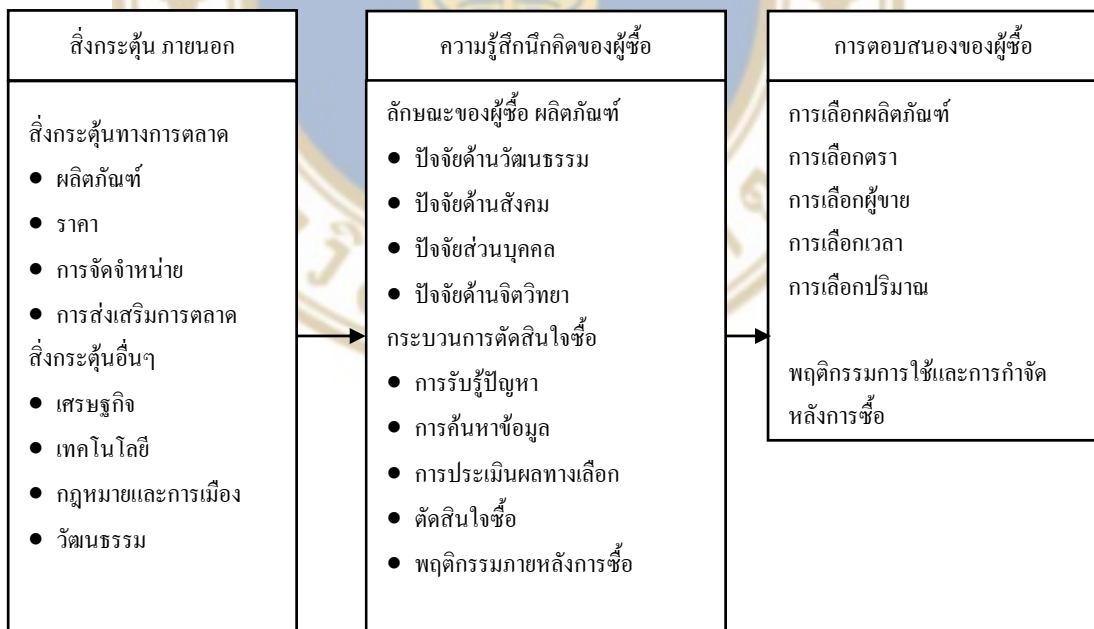 สิ่งกระตุ้น ภายนอก
สิ่งกระตุ้นทางการตลาด
● ผลิตภัณฑ์
● ราคา
● การจัดจำหน่าย
● การส่งเสริมการตลาด
สิ่งกระตุ้นอื่นๆ
● เศรษฐกิจ
● เทคโนโลยี
● กฎหมายและการเมือง
● วัฒนธรรม
ความรู้สึกนึกคิดของผู้ซื้อ
ลักษณะของผู้ซื้อ ผลิตภัณฑ์
● ปัจจัยด้านวัฒนธรรม
● ปัจจัยด้านสังคม
● ปัจจัยส่วนบุคคล
● ปัจจัยด้านจิตวิทยา
กระบวนการตัดสินใจซื้อ
● การรับรู้ปัญหา
● การค้นหาข้อมูล
● การประเมินผลทางเลือก
● ตัดสินใจซื้อ
● พฤติกรรมภายหลังการซื้อ
การตอบสนองของผู้ซื้อ
การเลือกผลิตภัณฑ์
การเลือกตรา
การเลือกผู้ขาย
การเลือกเวลา
การเลือกปริมาณ
พฤติกรรมการใช้และการกำจัด
หลังการซื้อ